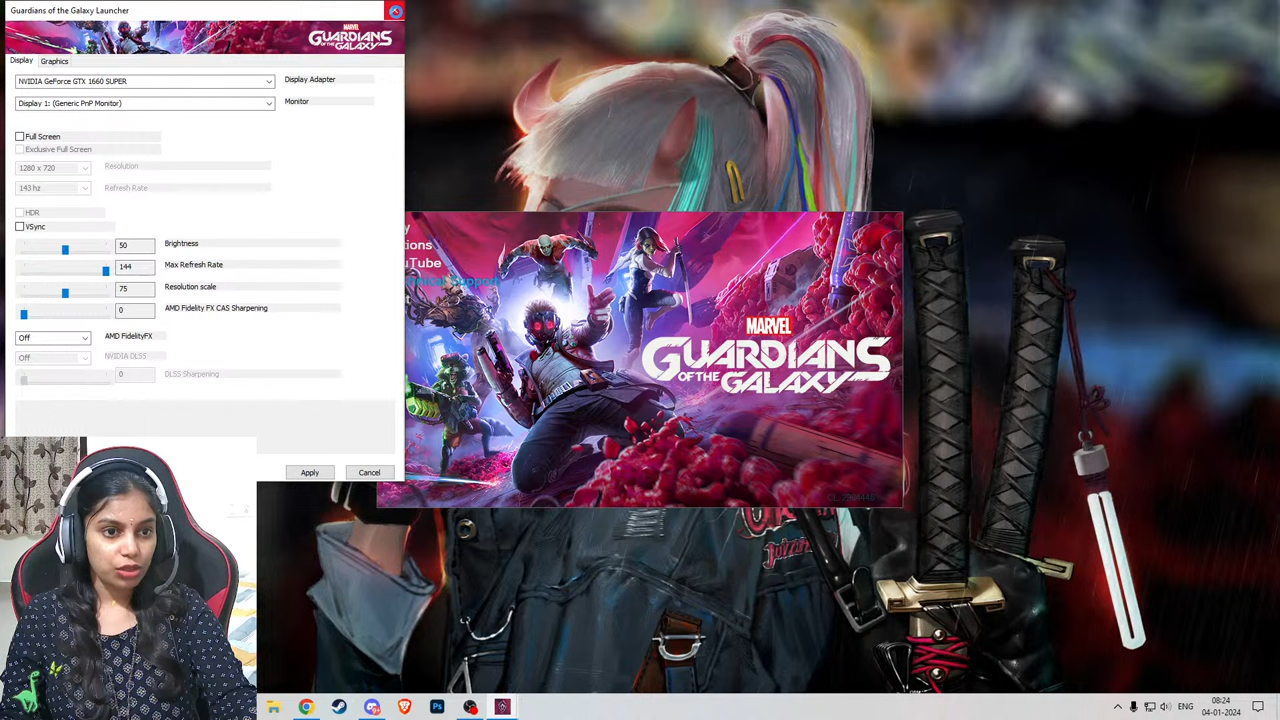 Guardians of the Galaxy Launcher
MARVEL
GUARDIANS
OF THE GALAXY
Display Graphics
NVIDIA GeForce GTX 1660 SUPER Display Adapter
Display 1: (Generic PnP Monitor) Monitor
Full Screen
Exclusive Full Screen
1280 x 720 Resolution
143 hz Refresh Rate
HDR
VSync
50 Brightness
144 Max Refresh Rate
75 Resolution scale
0 AMD Fidelity FX CAS Sharpening
Off AMD FidelityFX
Off NVIDIA DLSS
0 DLSS Sharpening
Apply Cancel
MARVEL
GUARDIANS
OF THE GALAXY
Ps
ENG
08:24
04-01-2024